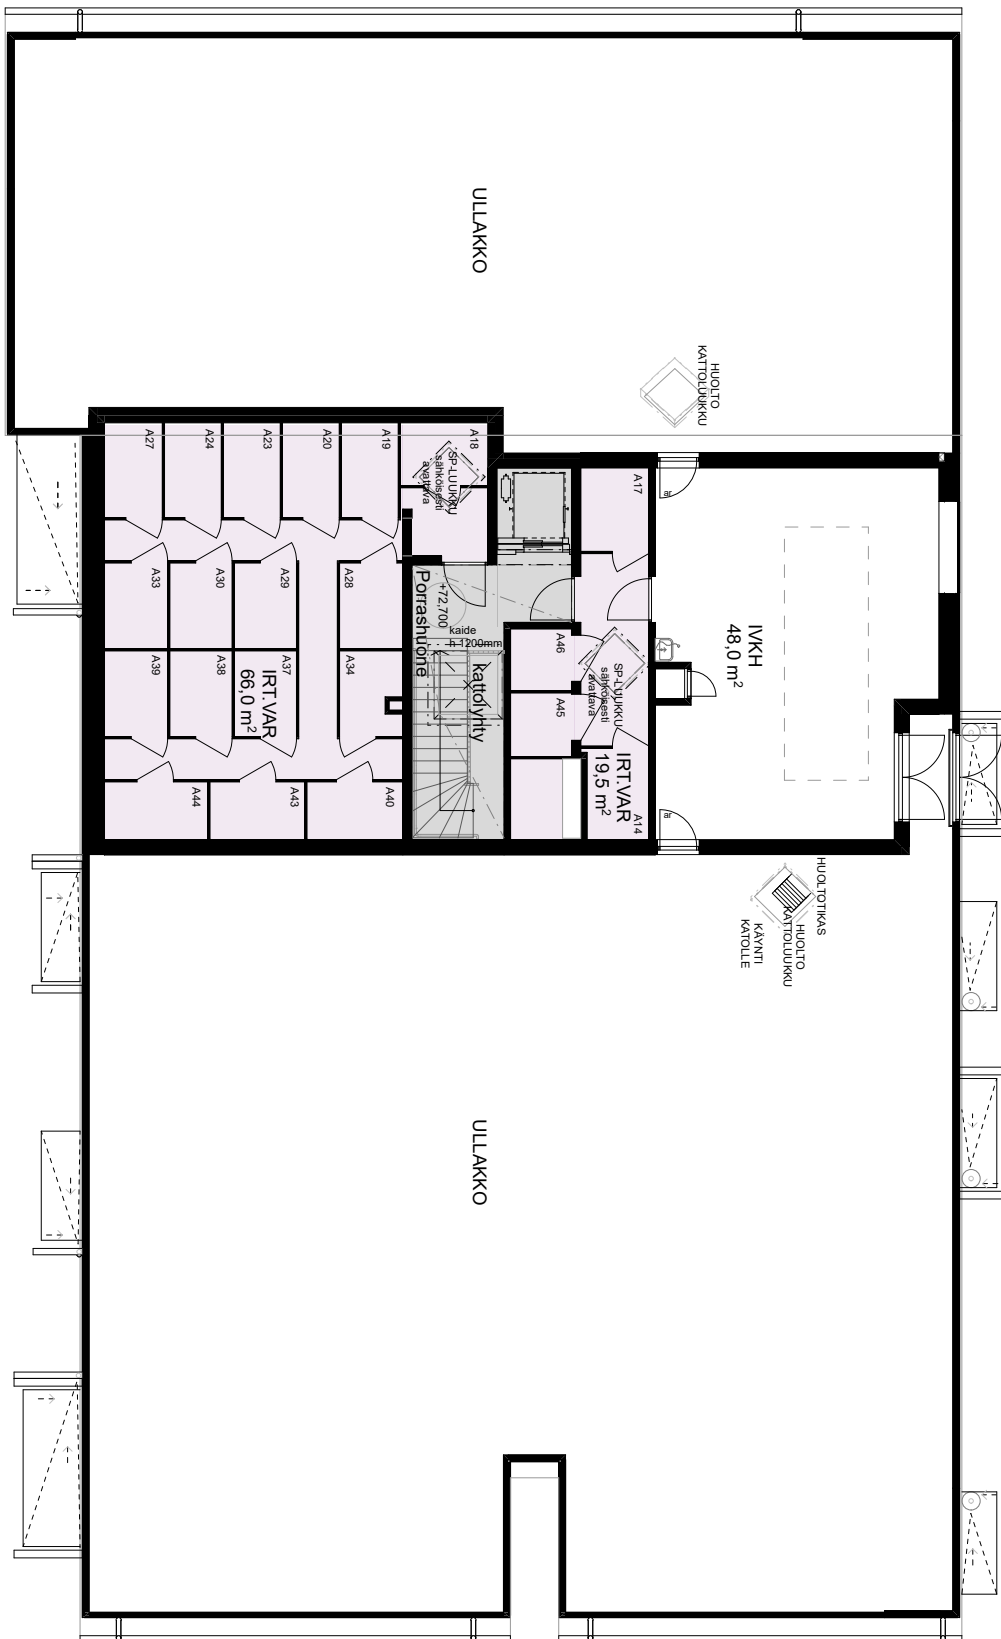 ULLAKKO
HUOLTO
KATTOLUUKKU
A27
A24
A23
A20
A19
A18
SP-LUUKKU
sähköisesti
avattava
A17
ar
A33
A30
A29
A28
Porrashuone
+72,700
kaide
h 1200mm
kattolyhty
A46
A45
SP-LUUKKU
sähköisesti
avattava
IVKH
48,0 m²
A39
A38
A37
A34
IRT.VAR
66,0 m²
IRT.VAR
19,5 m²
A14
ar
A44
A43
A40
HUOLTOTIKAS
HUOLTO
KATTOLUUKKU
KÄYNTI
KATOLLE
ULLAKKO